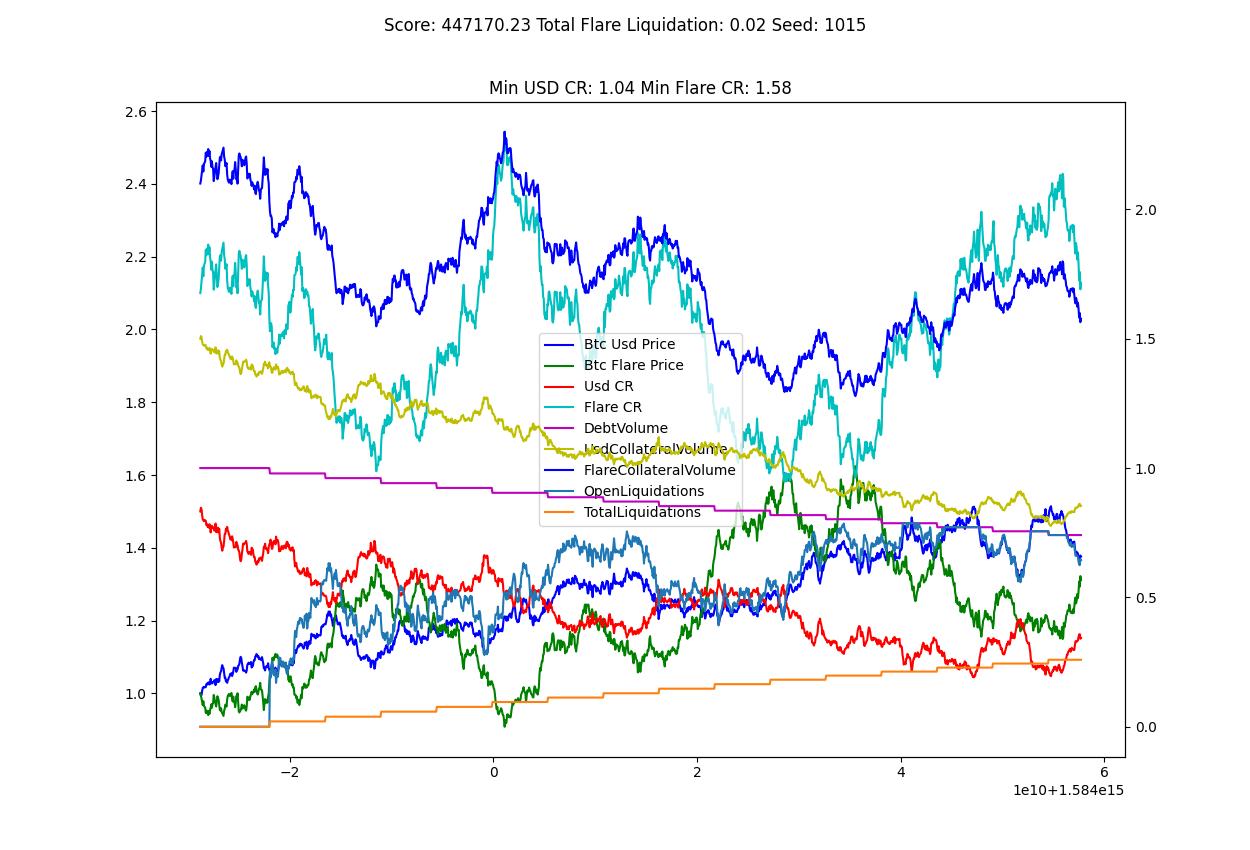 Score: 447170.23 Total Flare Liquidation: 0.02 Seed: 1015
Min USD CR: 1.04 Min Flare CR: 1.58
2.6
2.4
2.2
2.0
1.8
1.6
1.4
1.2
1.0
2.0
1.5
1.0
0.5
0.0
Btc Usd Price
Btc Flare Price
Usd CR
Flare CR
DebtVolume
UsdCollateralVolume
FlareCollateralVolume
OpenLiquidations
TotalLiquidations
−2 0 2 4 6
1e10+1.584e15